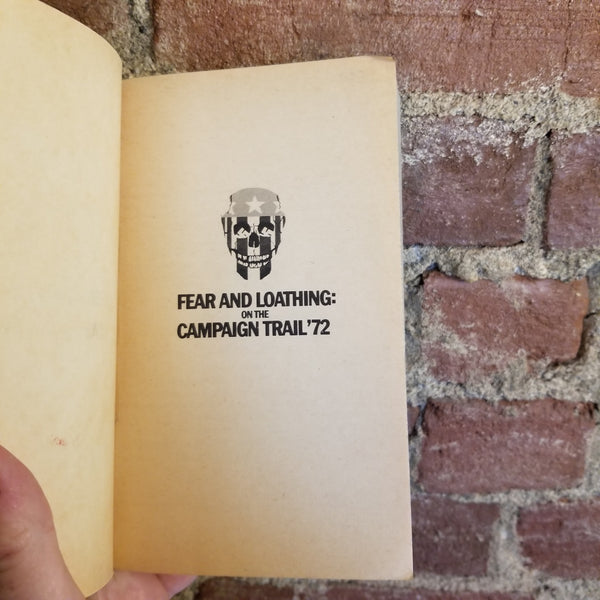 FEAR AND LOATHING:
ON THE
CAMPAIGN TRAIL '72